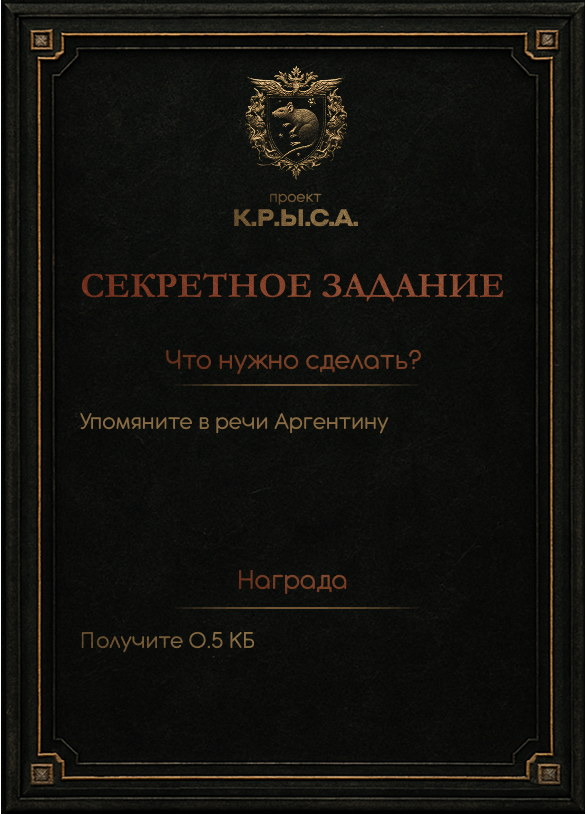 проект
К.Р.Ы.С.А.
СЕКРЕТНОЕ ЗАДАНИЕ
Что нужно сделать?
Упомяните в речи Аргентину
Награда
Получите 0.5 КБ